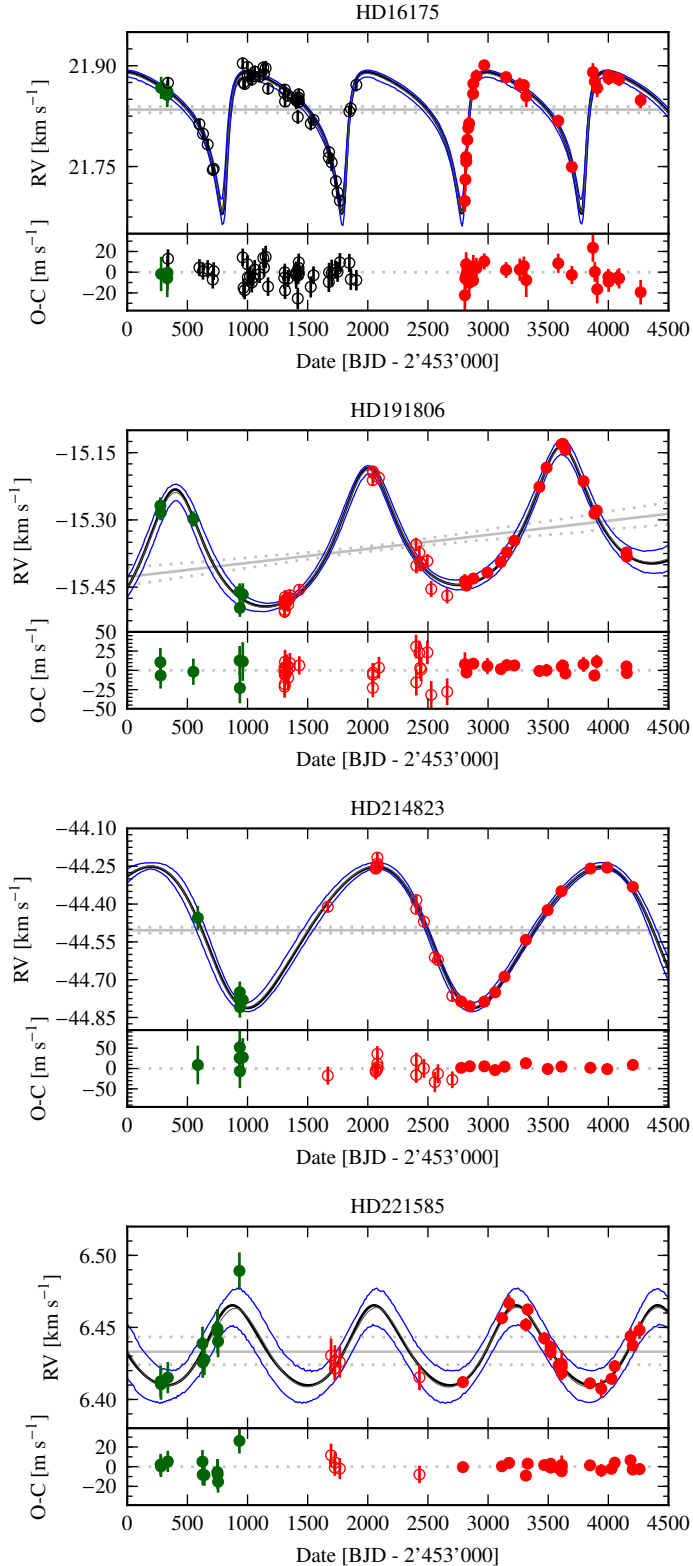 HD16175
21.90
21.75
RV [km s⁻¹]
20
0
−20
O-C [m s⁻¹]
0 500 1000 1500 2000 2500 3000 3500 4000 4500
Date [BJD - 2'453'000]
HD191806
−15.15
−15.30
−15.45
RV [km s⁻¹]
50
25
0
−25
−50
O-C [m s⁻¹]
0 500 1000 1500 2000 2500 3000 3500 4000 4500
Date [BJD - 2'453'000]
HD214823
−44.10
−44.25
−44.40
−44.55
−44.70
−44.85
RV [km s⁻¹]
50
0
−50
O-C [m s⁻¹]
0 500 1000 1500 2000 2500 3000 3500 4000 4500
Date [BJD - 2'453'000]
HD221585
6.50
6.45
6.40
RV [km s⁻¹]
20
0
−20
O-C [m s⁻¹]
0 500 1000 1500 2000 2500 3000 3500 4000 4500
Date [BJD - 2'453'000]